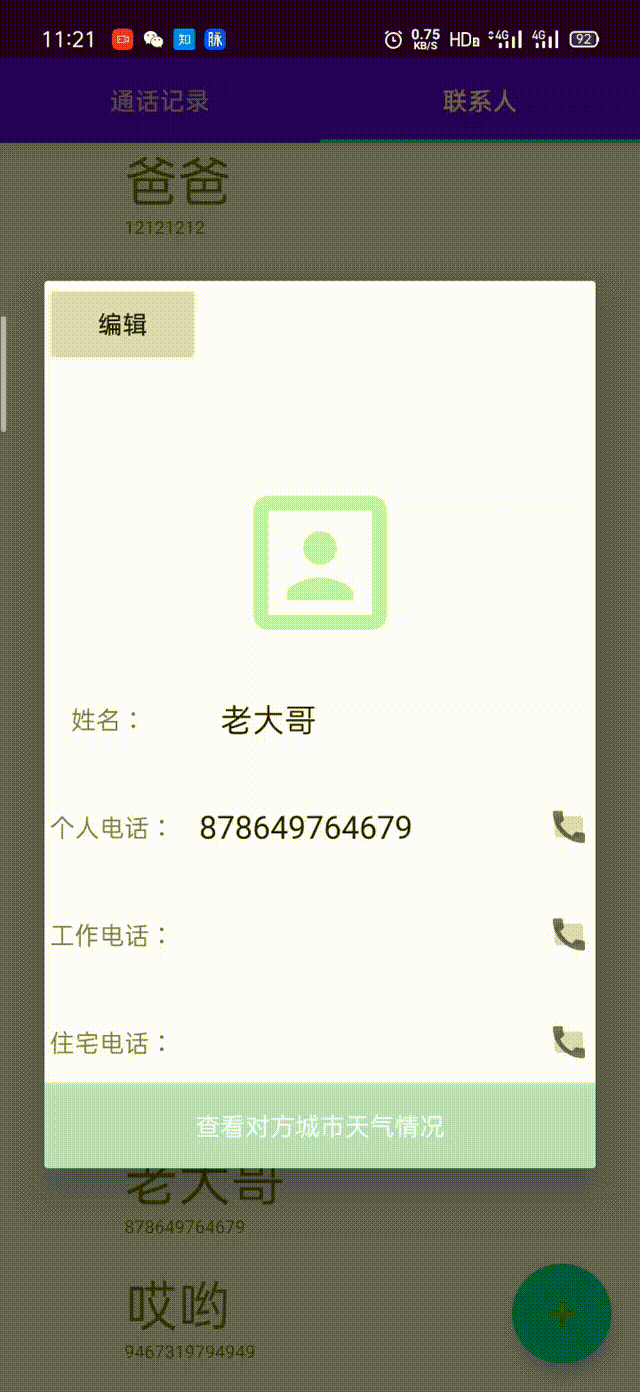 11:21 知 脉 0.75 KB/S HD 4G 4G 92
通话记录 联系人
爸爸
12121212
编辑
姓名： 老大哥
个人电话： 878649764679
工作电话：
住宅电话：
查看对方城市天气情况
老大哥
878649764679
哎哟
+
9467319794949